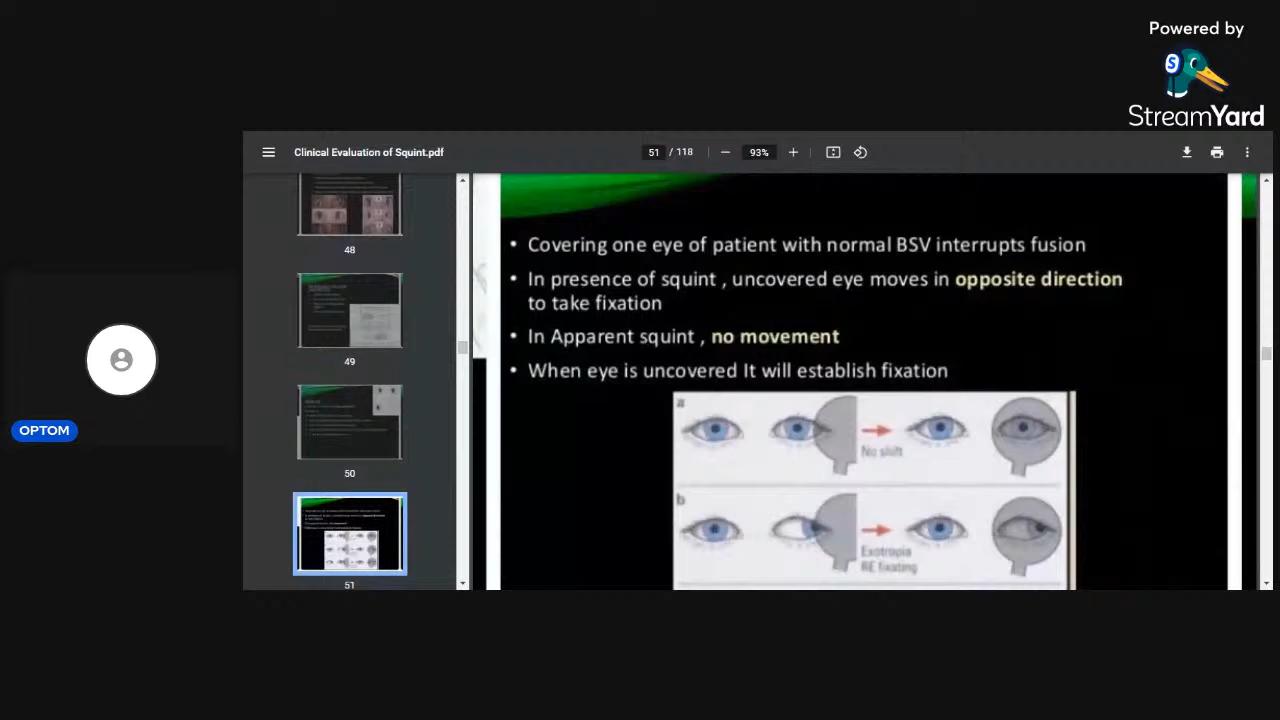 Powered by
S
StreamYard
Clinical Evaluation of Squint.pdf
51 / 118
93%
48
49
50
51
OPTOM
• Covering one eye of patient with normal BSV interrupts fusion
• In presence of squint , uncovered eye moves in opposite direction
to take fixation
• In Apparent squint , no movement
• When eye is uncovered It will establish fixation
a
No shift
b
Exotropia
RE fixating